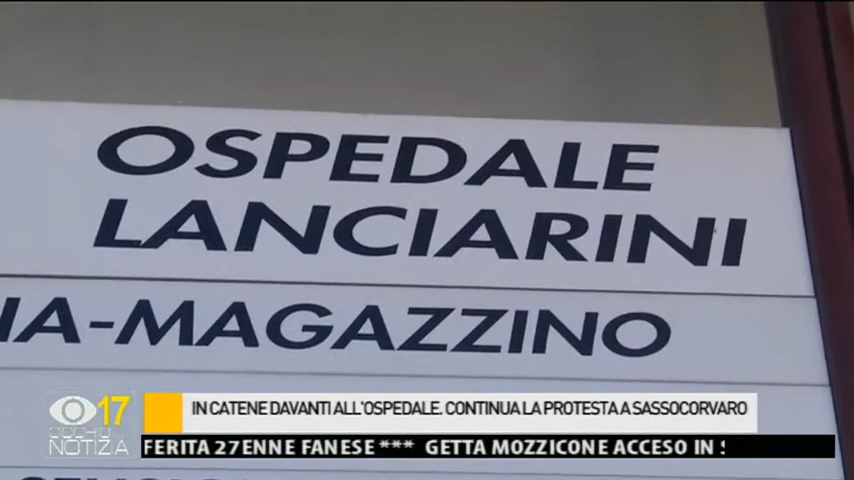 OSPEDALE
LANCIARINI
IA-MAGAZZINO
17
OCCHIO
NOTIZIA
IN CATENE DAVANTI ALL'OSPEDALE. CONTINUA LA PROTESTA A SASSOCORVARO
FERITA 27ENNE FANESE *** GETTA MOZZICONE ACCESO IN